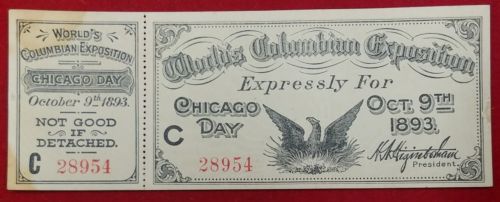 WORLD'S
COLUMBIAN EXPOSITION
CHICAGO DAY
October 9th 1893.
NOT GOOD
IF
DETACHED.
C 28954
World's Columbian Exposition
Expressly For
CHICAGO DAY
OCT. 9TH 1893.
C
28954
H.N. Higinbotham
President.